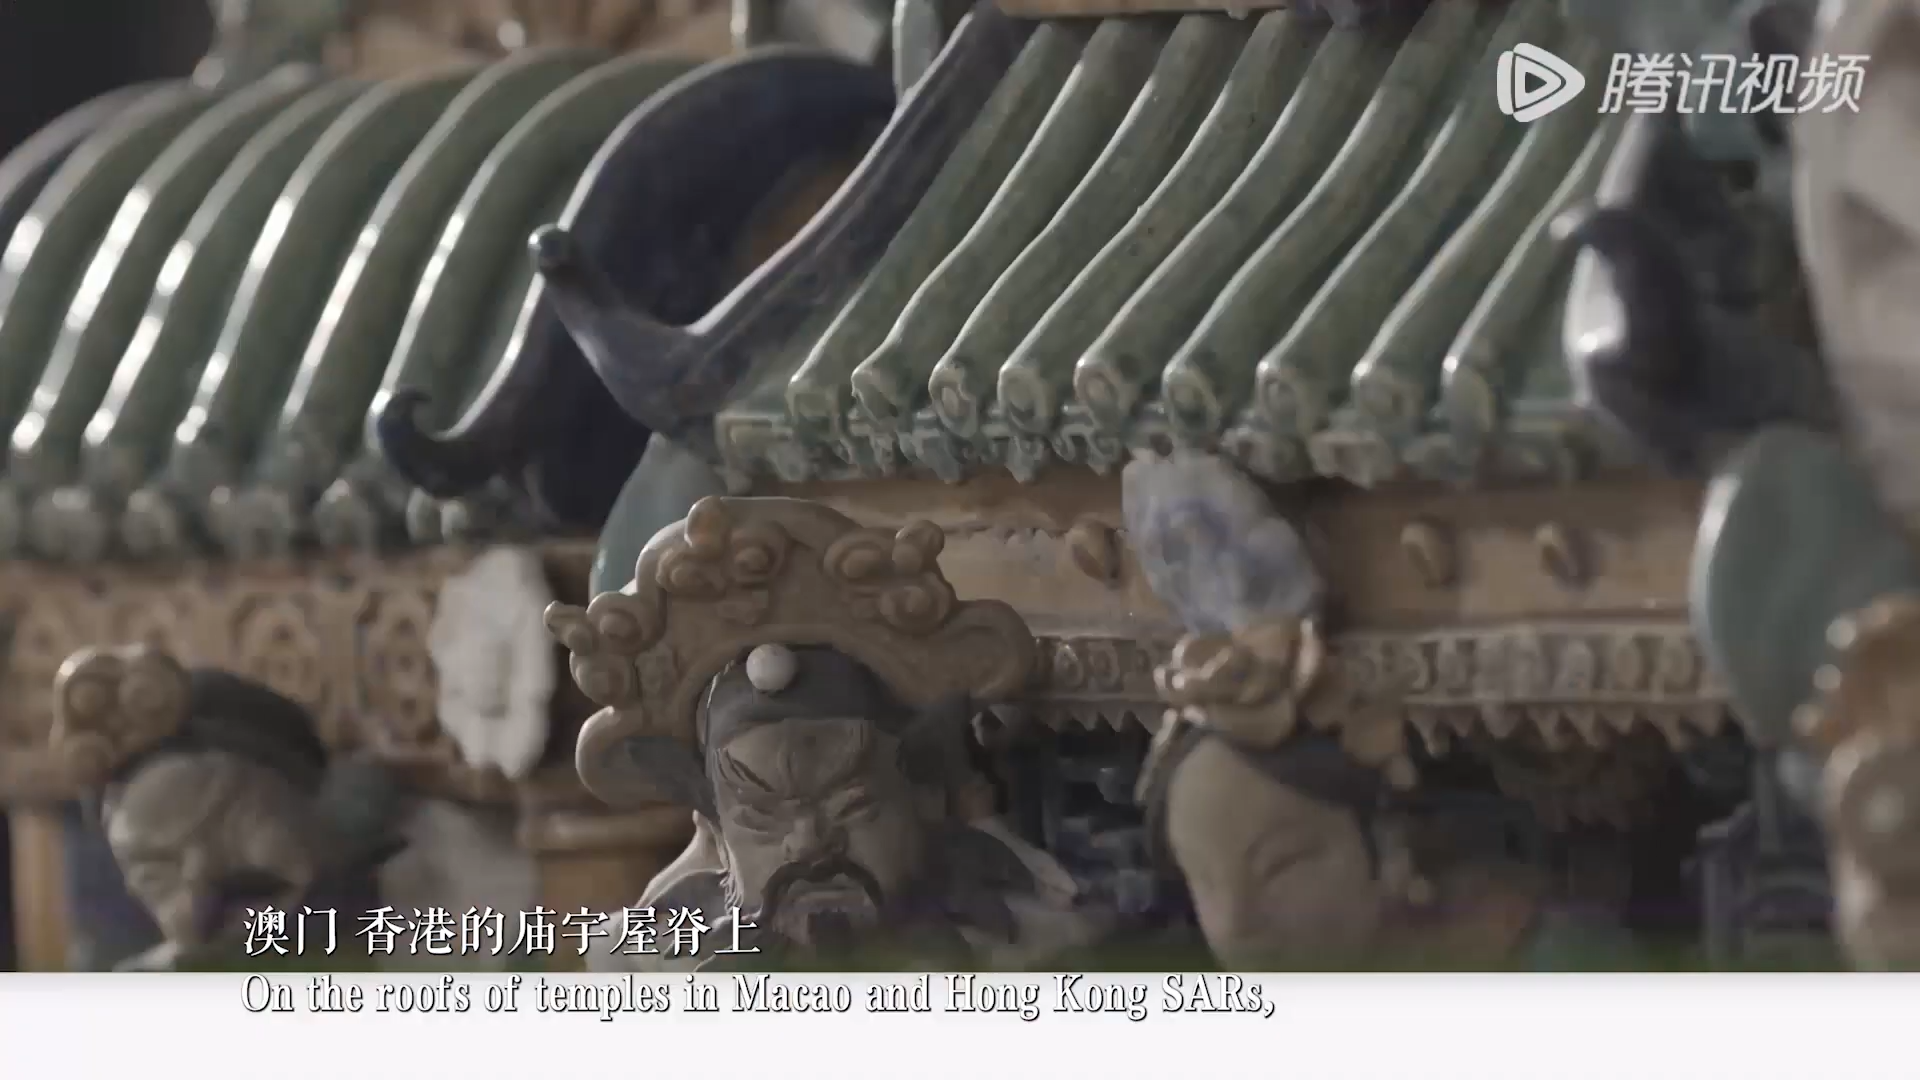 腾讯视频
澳门 香港的庙宇屋脊上
On the roofs of temples in Macao and Hong Kong SARs,